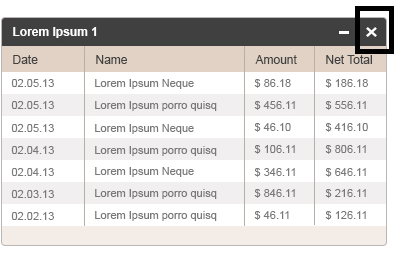 Lorem Ipsum 1
Date Name Amount Net Total
02.05.13 Lorem Ipsum Neque $ 86.18 $ 186.18
02.05.13 Lorem Ipsum porro quisq $ 456.11 $ 556.11
02.05.13 Lorem Ipsum Neque $ 46.10 $ 416.10
02.04.13 Lorem Ipsum porro quisq $ 106.11 $ 806.11
02.04.13 Lorem Ipsum Neque $ 346.11 $ 646.11
02.03.13 Lorem Ipsum porro quisq $ 846.11 $ 216.11
02.02.13 Lorem Ipsum porro quisq $ 46.11 $ 126.11